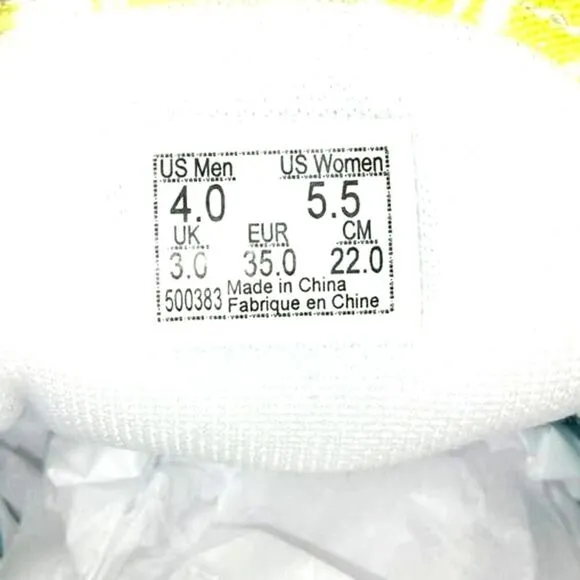 US Men US Women
4.0 5.5
UK EUR CM
3.0 35.0 22.0
500383 Made in China
Fabrique en Chine